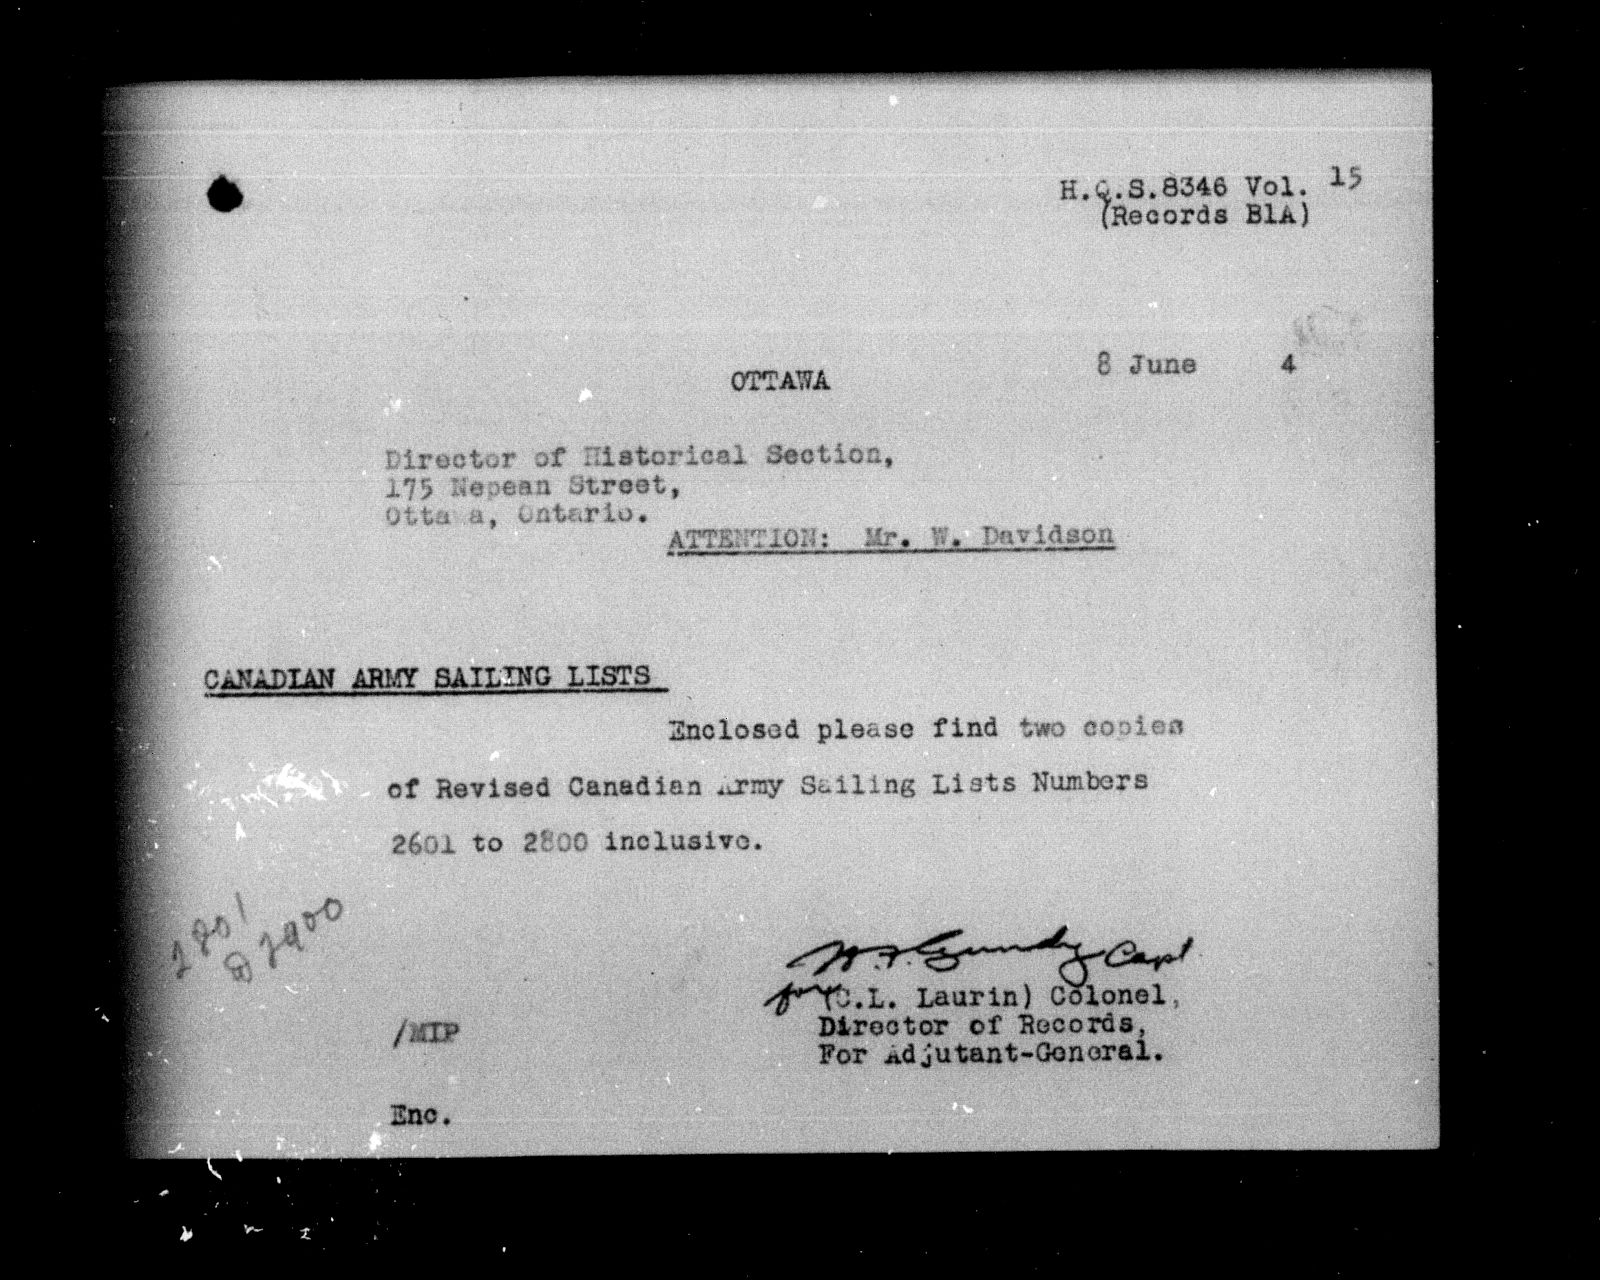 H.Q.S.8346 Vol. 15
(Records B1A)
OTTAWA
8 June 4
Director of Historical Section,
175 Nepean Street,
Ottawa, Ontario.
ATTENTION: Mr. W. Davidson
CANADIAN ARMY SAILING LISTS
Enclosed please find two copies
of Revised Canadian Army Sailing Lists Numbers
2601 to 2800 inclusive.
2801
@ 2900
Gundy Capt
for (C.L. Laurin) Colonel,
Director of Records,
For Adjutant-General.
/MIP
Enc.